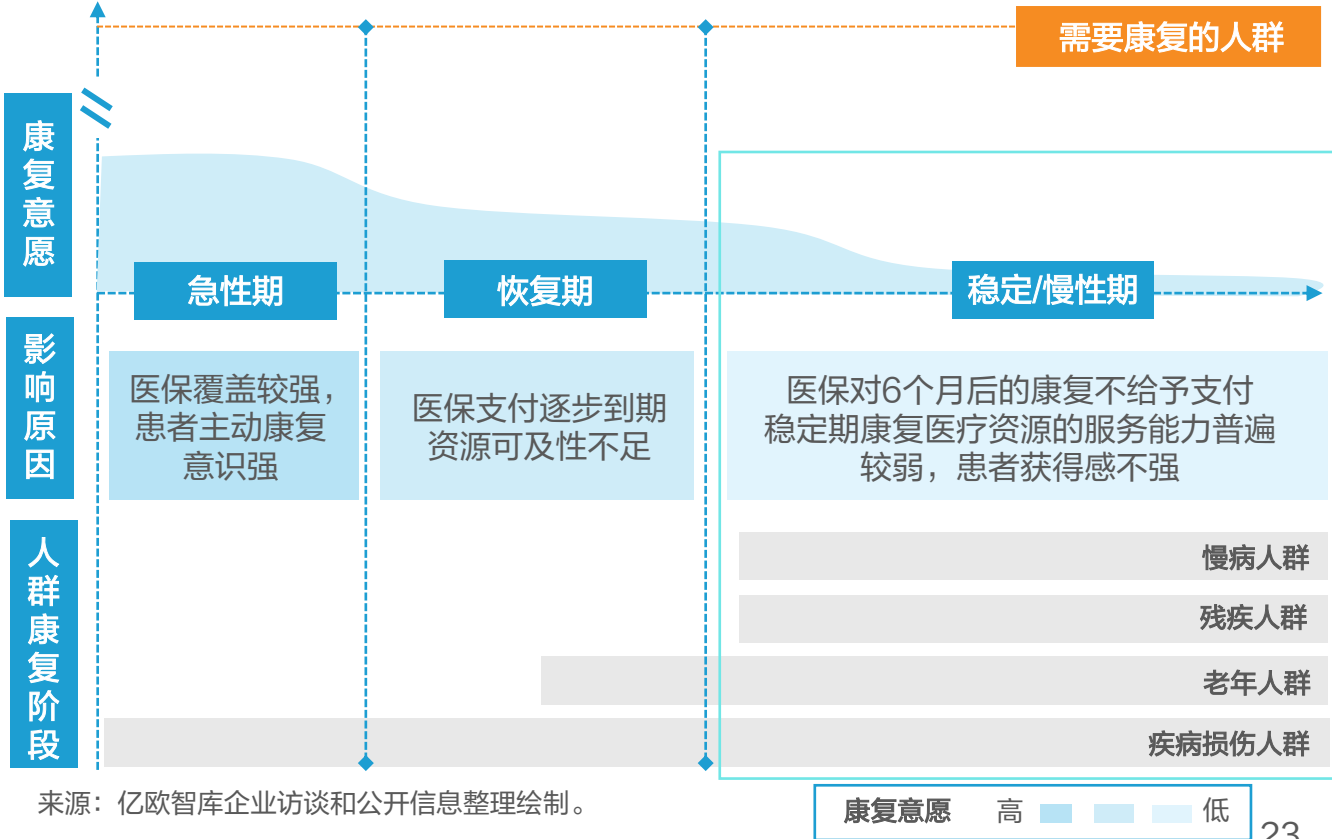 需要康复的人群
康复意愿
急性期
恢复期
稳定/慢性期
影响原因
医保覆盖较强，
患者主动康复
意识强
医保支付逐步到期
资源可及性不足
医保对6个月后的康复不给予支付
稳定期康复医疗资源的服务能力普遍
较弱，患者获得感不强
人群康复阶段
慢病人群
残疾人群
老年人群
疾病损伤人群
来源：亿欧智库企业访谈和公开信息整理绘制。
康复意愿 高 低
23